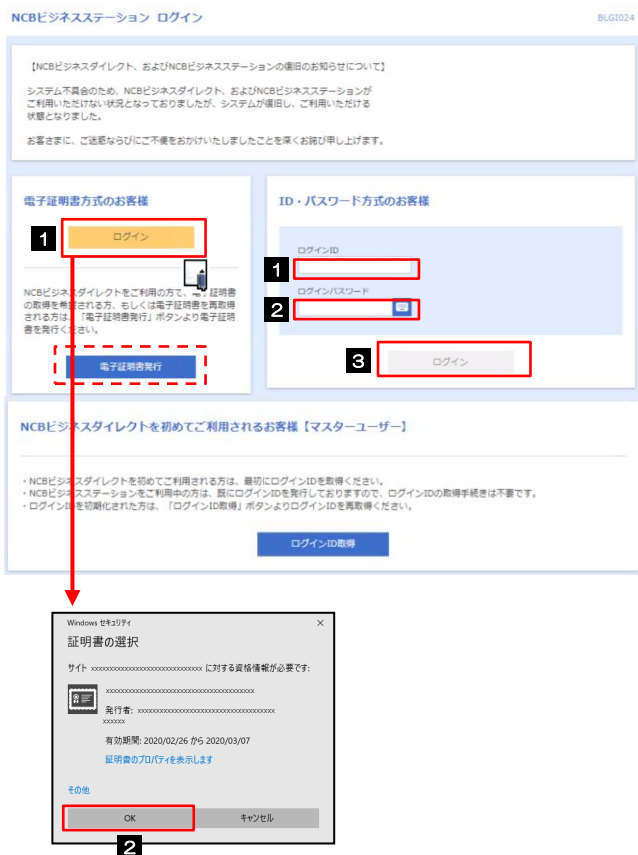 NCBビジネスステーション ログイン
BLGI024
【NCBビジネスダイレクト、およびNCBビジネスステーションの復旧のお知らせについて】
システム不具合のため、NCBビジネスダイレクト、およびNCBビジネスステーションが
ご利用いただけない状況となっておりましたが、システムが復旧し、ご利用いただける
状態となりました。
お客さまに、ご迷惑ならびにご不便をおかけいたしましたことを深くお詫び申し上げます。
電子証明書方式のお客様
1
ログイン
NCBビジネスダイレクトをご利用の方で、電子証明書
の取得を希望される方、もしくは電子証明書を再取得
される方は、「電子証明書発行」ボタンより電子証明
書を発行ください。
電子証明書発行
ID・パスワード方式のお客様
ログインID
1
ログインパスワード
2
3
ログイン
NCBビジネスダイレクトを初めてご利用されるお客様【マスターユーザー】
・NCBビジネスダイレクトを初めてご利用される方は、最初にログインIDを取得ください。
・NCBビジネスステーションをご利用中の方は、既にログインIDを発行しておりますので、ログインIDの取得手続きは不要です。
・ログインIDを初期化された方は、「ログインID取得」ボタンよりログインIDを再取得ください。
ログインID取得
Windows セキュリティ
×
証明書の選択
サイト xxxxxxxxxxxxxxxxxxxxxxxxxxxxx に対する資格情報が必要です:
xxxxxxxxxxxxxxxxxxxxxxxxxxxxxxxxxxxxxxx
発行者: xxxxxxxxxxxxxxxxxxxxxxxxxxxxxxxxxxxx
xxxxxx
有効期間: 2020/02/26 から 2020/03/07
証明書のプロパティを表示します
その他
OK
キャンセル
2